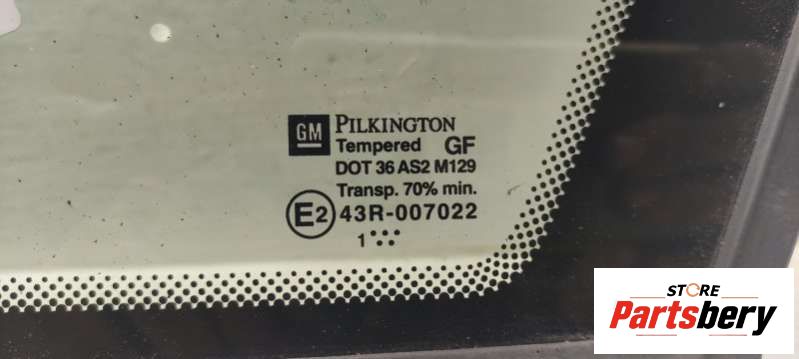 GM PILKINGTON
Tempered GF
DOT 36 AS2 M129
Transp. 70% min.
E2 43R-007022
1
STORE
Partsbery